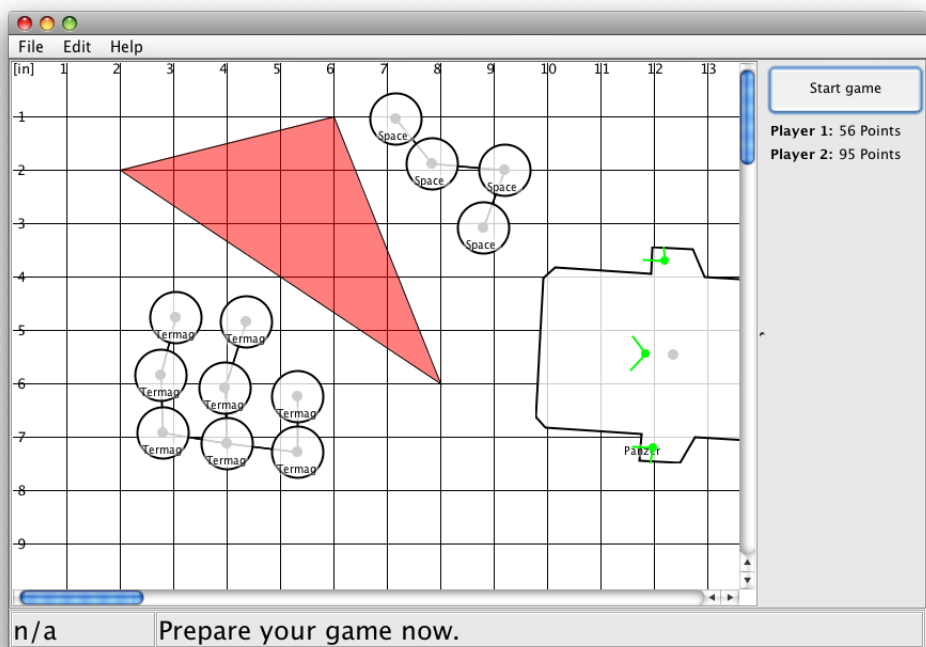 File Edit Help
[in] 1 2 3 4 5 6 7 8 9 10 11 12 13
Start game
Player 1: 56 Points
Player 2: 95 Points
1
Space
2
Space
Space
3
Space
4
5
Termag
Termag
6
Termag
Termag
Termag
7
Termag
Termag
Termag
Panzer
8
9
n/a
Prepare your game now.